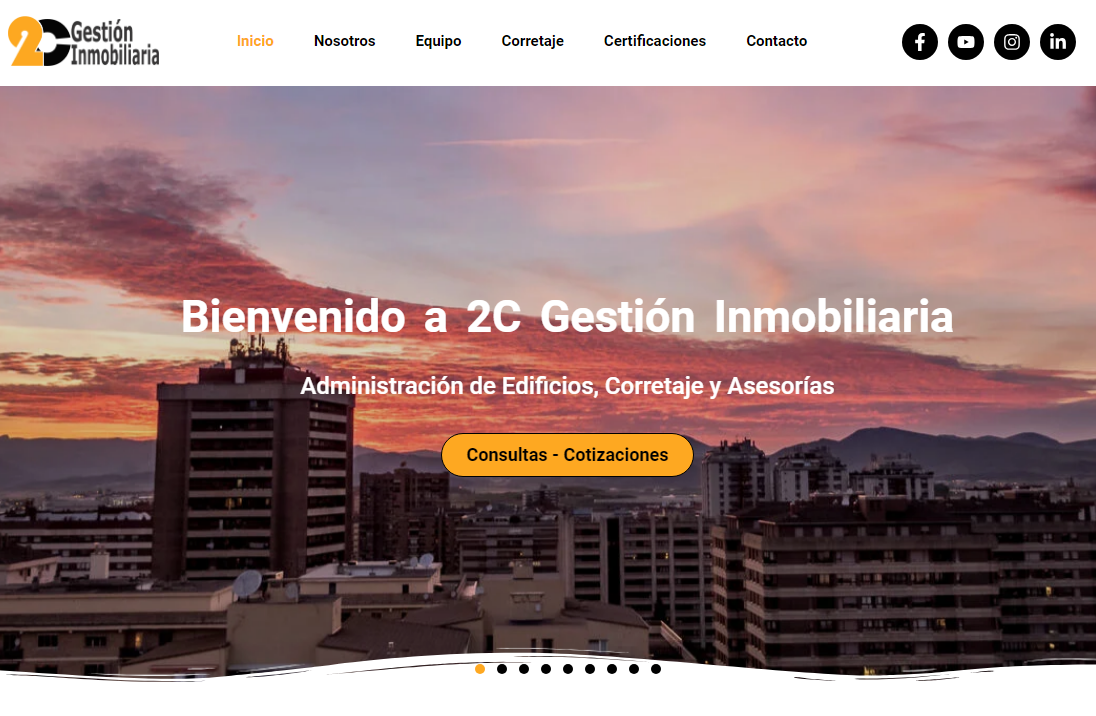 2C Gestión
Inmobiliaria
Inicio
Nosotros
Equipo
Corretaje
Certificaciones
Contacto
Bienvenido a 2C Gestión Inmobiliaria
Administración de Edificios, Corretaje y Asesorías
Consultas - Cotizaciones